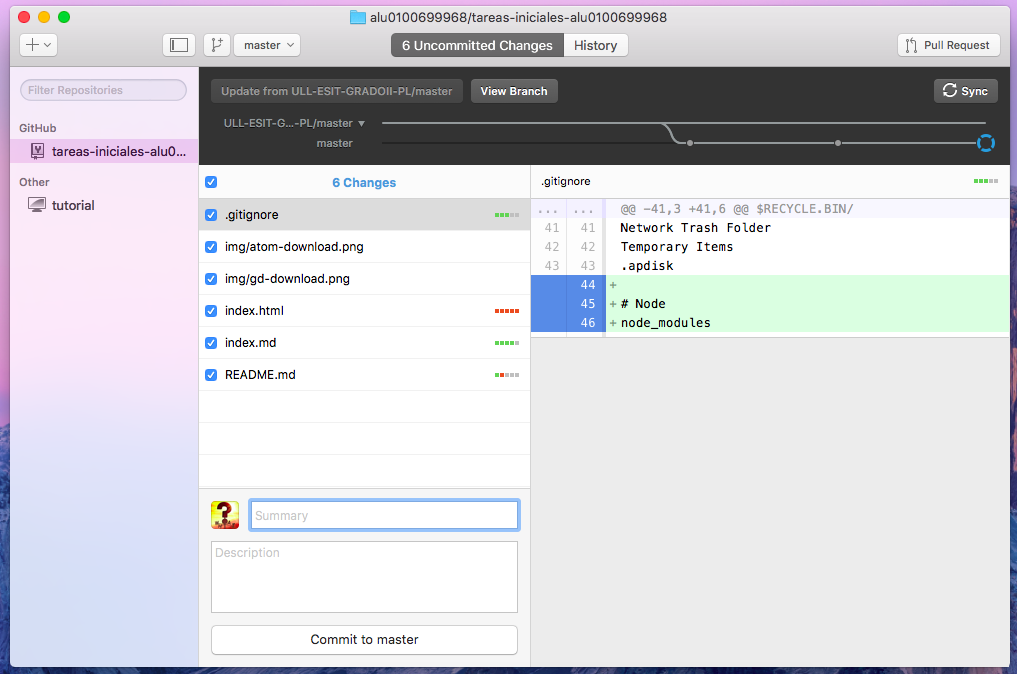 alu0100699968/tareas-iniciales-alu0100699968
master
6 Uncommitted Changes
History
Pull Request
Filter Repositories
GitHub
tareas-iniciales-alu0...
Other
tutorial
Update from ULL-ESIT-GRADOII-PL/master
View Branch
Sync
ULL-ESIT-G...-PL/master ▼
master
6 Changes
.gitignore
img/atom-download.png
img/gd-download.png
index.html
index.md
README.md
Summary
Description
Commit to master
.gitignore
... ... @@ -41,3 +41,6 @@ $RECYCLE.BIN/
41 41 Network Trash Folder
42 42 Temporary Items
43 43 .apdisk
44 +
45 + # Node
46 + node_modules